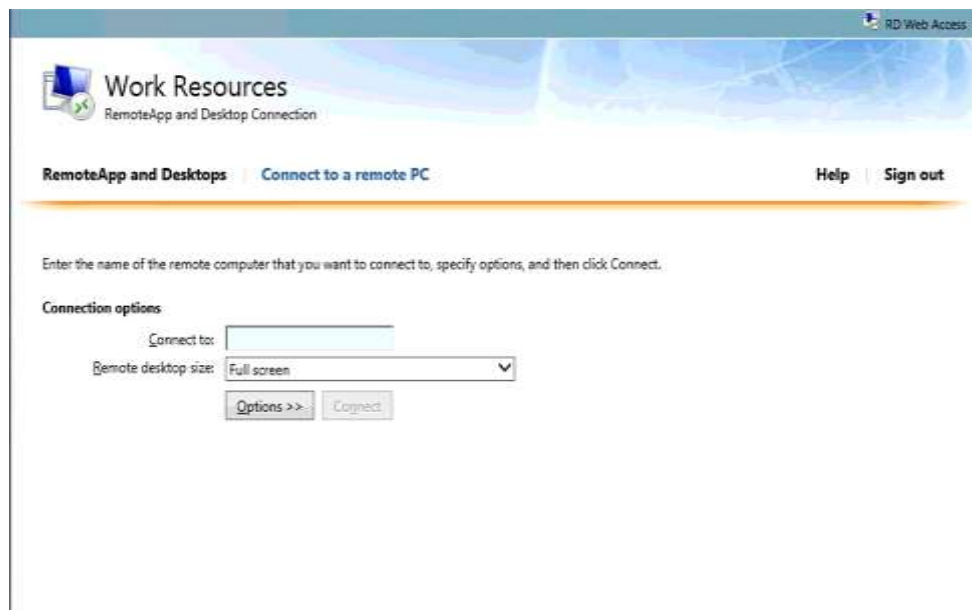 RD Web Access
Work Resources
RemoteApp and Desktop Connection
RemoteApp and Desktops
Connect to a remote PC
Help
Sign out
Enter the name of the remote computer that you want to connect to, specify options, and then click Connect.
Connection options
Connect to:
Remote desktop size: Full screen
Options >> Connect